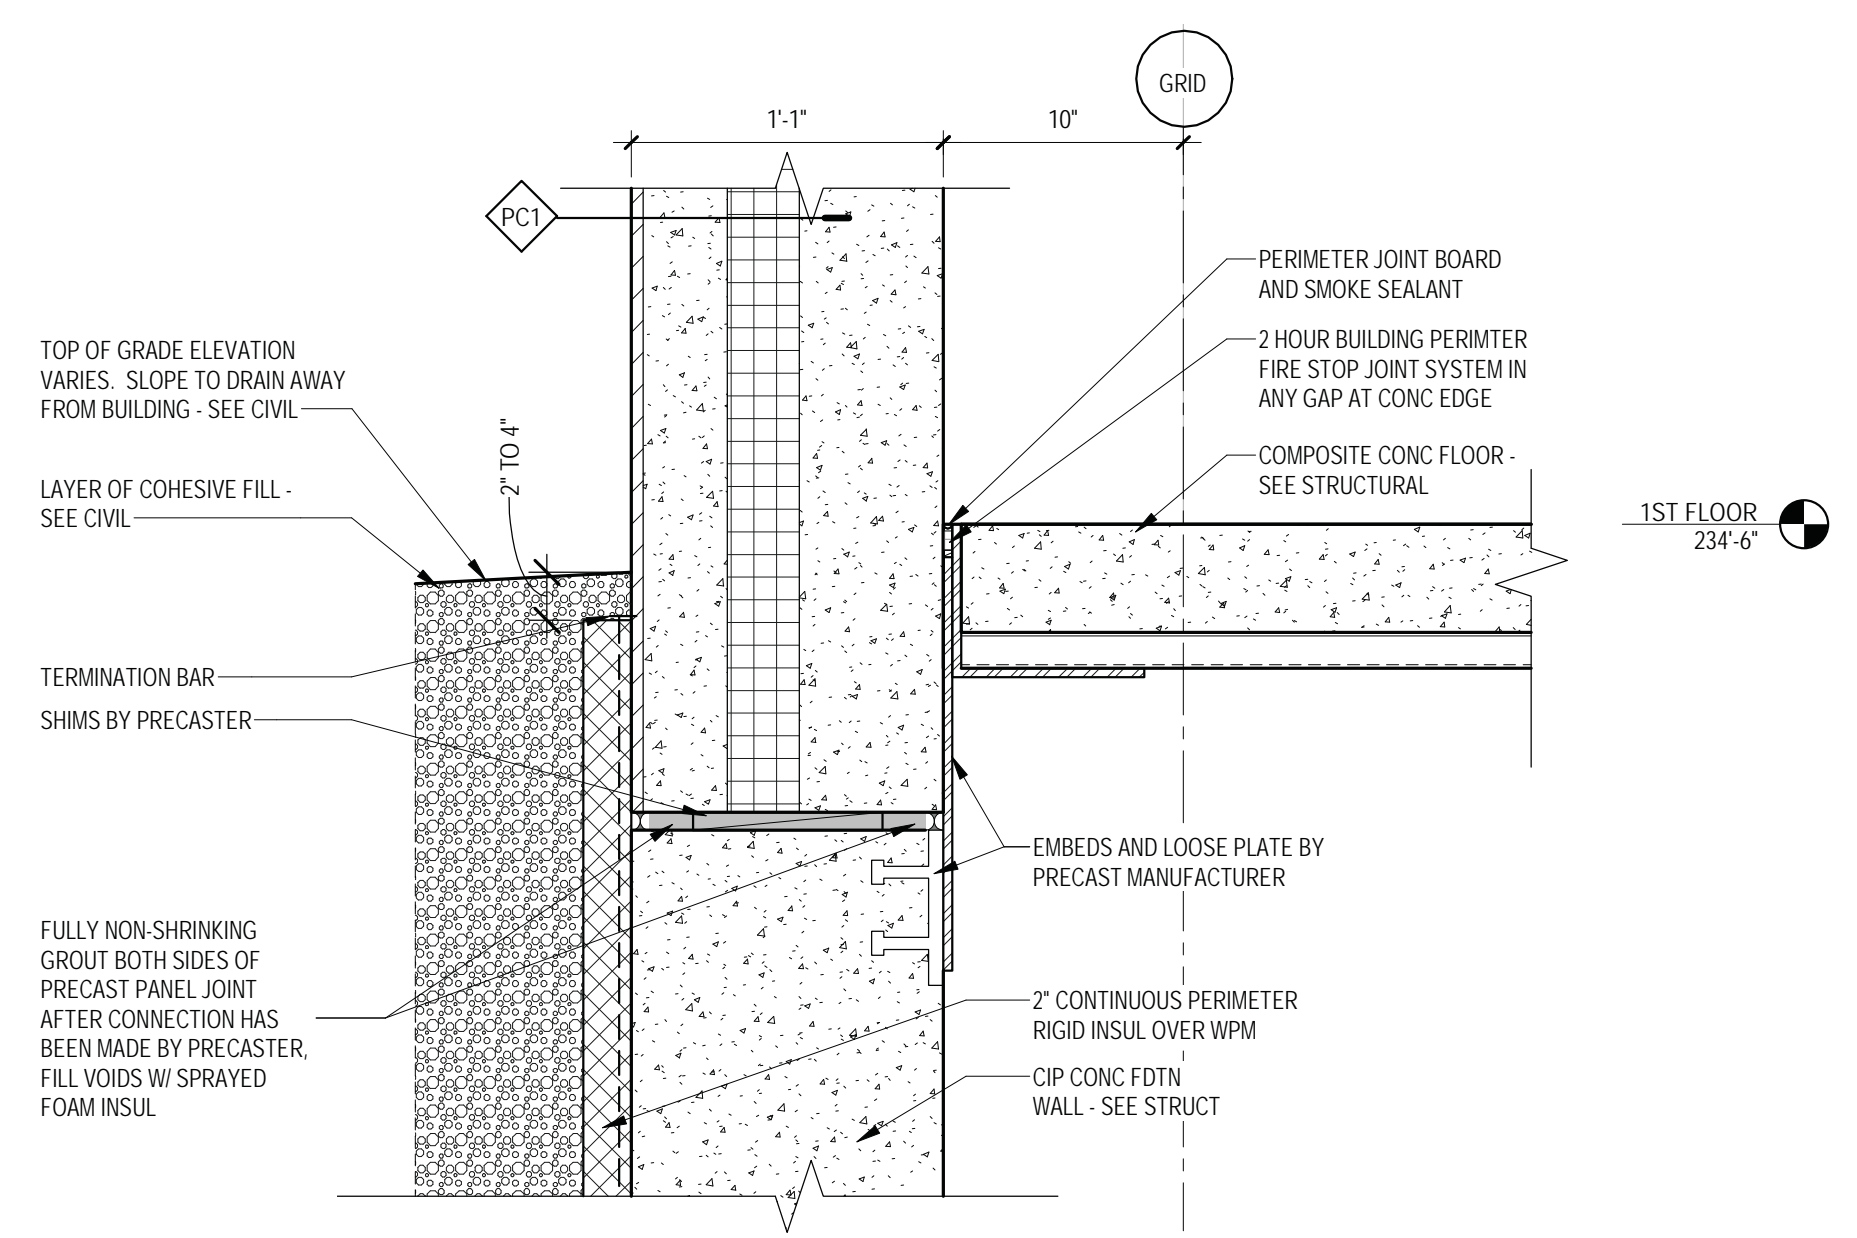 GRID
1'-1"
10"
PC1
PERIMETER JOINT BOARD
AND SMOKE SEALANT
2 HOUR BUILDING PERIMTER
FIRE STOP JOINT SYSTEM IN
ANY GAP AT CONC EDGE
COMPOSITE CONC FLOOR -
SEE STRUCTURAL
1ST FLOOR
234'-6"
TOP OF GRADE ELEVATION
VARIES. SLOPE TO DRAIN AWAY
FROM BUILDING - SEE CIVIL
2" TO 4"
LAYER OF COHESIVE FILL -
SEE CIVIL
TERMINATION BAR
SHIMS BY PRECASTER
FULLY NON-SHRINKING
GROUT BOTH SIDES OF
PRECAST PANEL JOINT
AFTER CONNECTION HAS
BEEN MADE BY PRECASTER,
FILL VOIDS W/ SPRAYED
FOAM INSUL
EMBEDS AND LOOSE PLATE BY
PRECAST MANUFACTURER
2" CONTINUOUS PERIMETER
RIGID INSUL OVER WPM
CIP CONC FDTN
WALL - SEE STRUCT